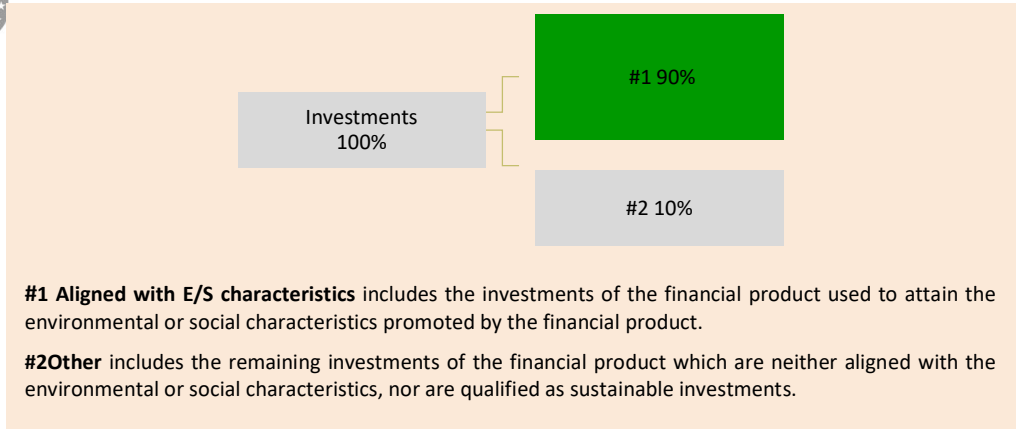 #1 90%
Investments
100%
#2 10%
#1 Aligned with E/S characteristics includes the investments of the financial product used to attain the
environmental or social characteristics promoted by the financial product.
#2Other includes the remaining investments of the financial product which are neither aligned with the
environmental or social characteristics, nor are qualified as sustainable investments.